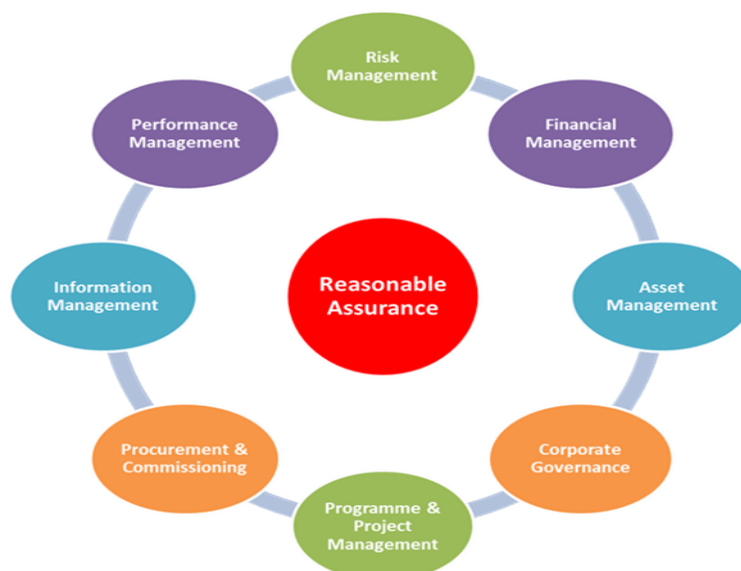 Risk
Management
Performance
Management
Financial
Management
Information
Management
Reasonable
Assurance
Asset
Management
Procurement &
Commissioning
Corporate
Governance
Programme &
Project
Management